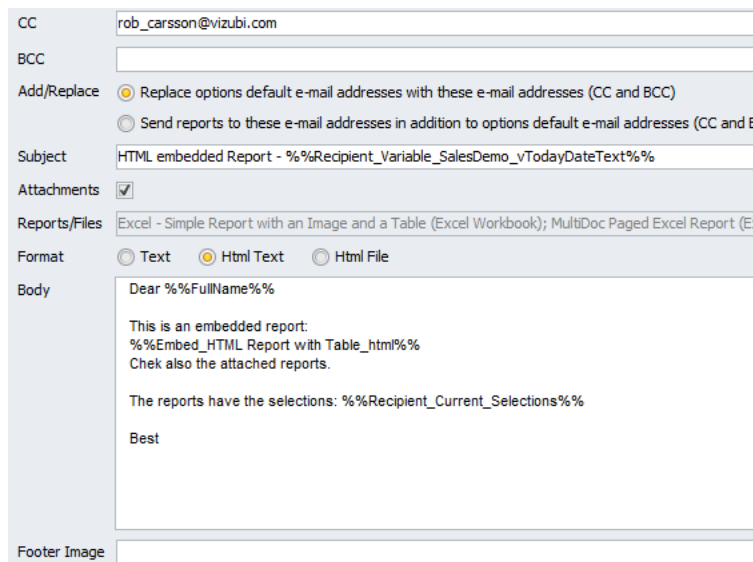 CC rob_carsson@vizubi.com
BCC
Add/Replace Replace options default e-mail addresses with these e-mail addresses (CC and BCC)
Send reports to these e-mail addresses in addition to options default e-mail addresses (CC and
Subject HTML embedded Report - %%Recipient_Variable_SalesDemo_vTodayDateText%%
Attachments
Reports/Files Excel - Simple Report with an Image and a Table (Excel Workbook); MultiDoc Paged Excel Report (E
Format Text Html Text Html File
Body Dear %%FullName%%
This is an embedded report:
%%Embed_HTML Report with Table_html%%
Chek also the attached reports.
The reports have the selections: %%Recipient_Current_Selections%%
Best
Footer Image